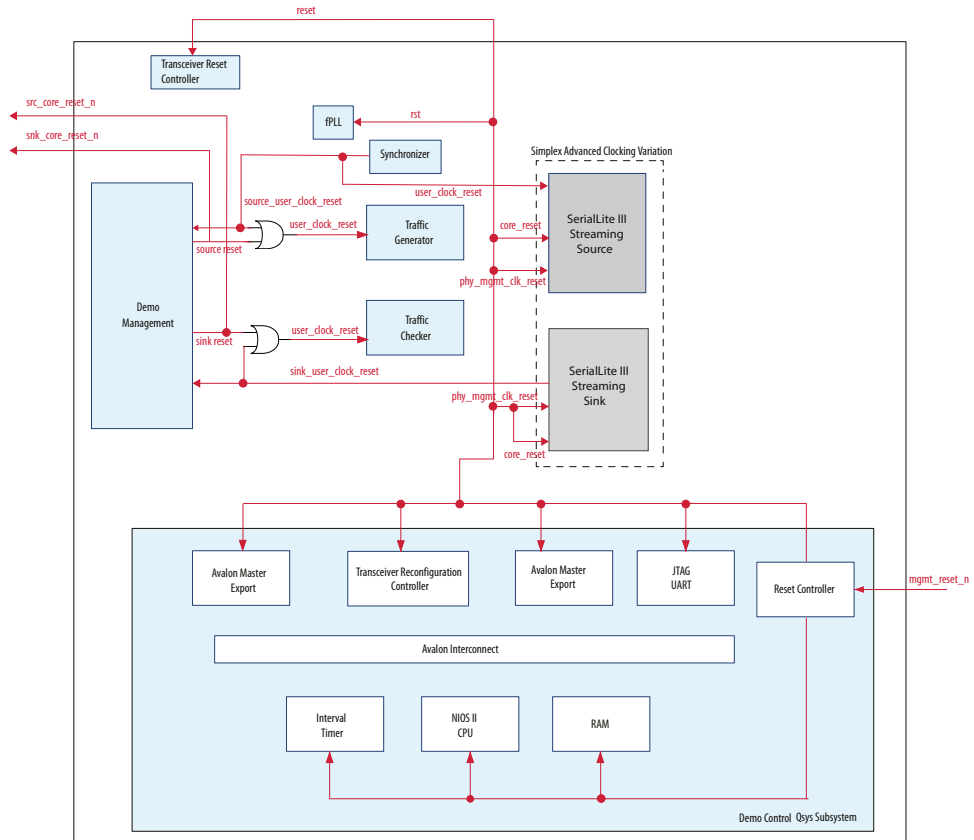 reset
Transceiver Reset
Controller
src_core_reset_n
fPLL
rst
snk_core_reset_n
Synchronizer
Simplex Advanced Clocking Variation
user_clock_reset
source_user_clock_reset
SerialLite III
Streaming
Source
user_clock_reset
Traffic
Generator
core_reset
source reset
phy_mgmt_clk_reset
Demo
Management
user_clock_reset
Traffic
Checker
sink reset
sink_user_clock_reset
SerialLite III
Streaming
Sink
phy_mgmt_clk_reset
core_reset
Avalon Master
Export
Transceiver Reconfiguration
Controller
Avalon Master
Export
JTAG
UART
Reset Controller
mgmt_reset_n
Avalon Interconnect
Interval
Timer
NIOS II
CPU
RAM
Demo Control Qsys Subsystem